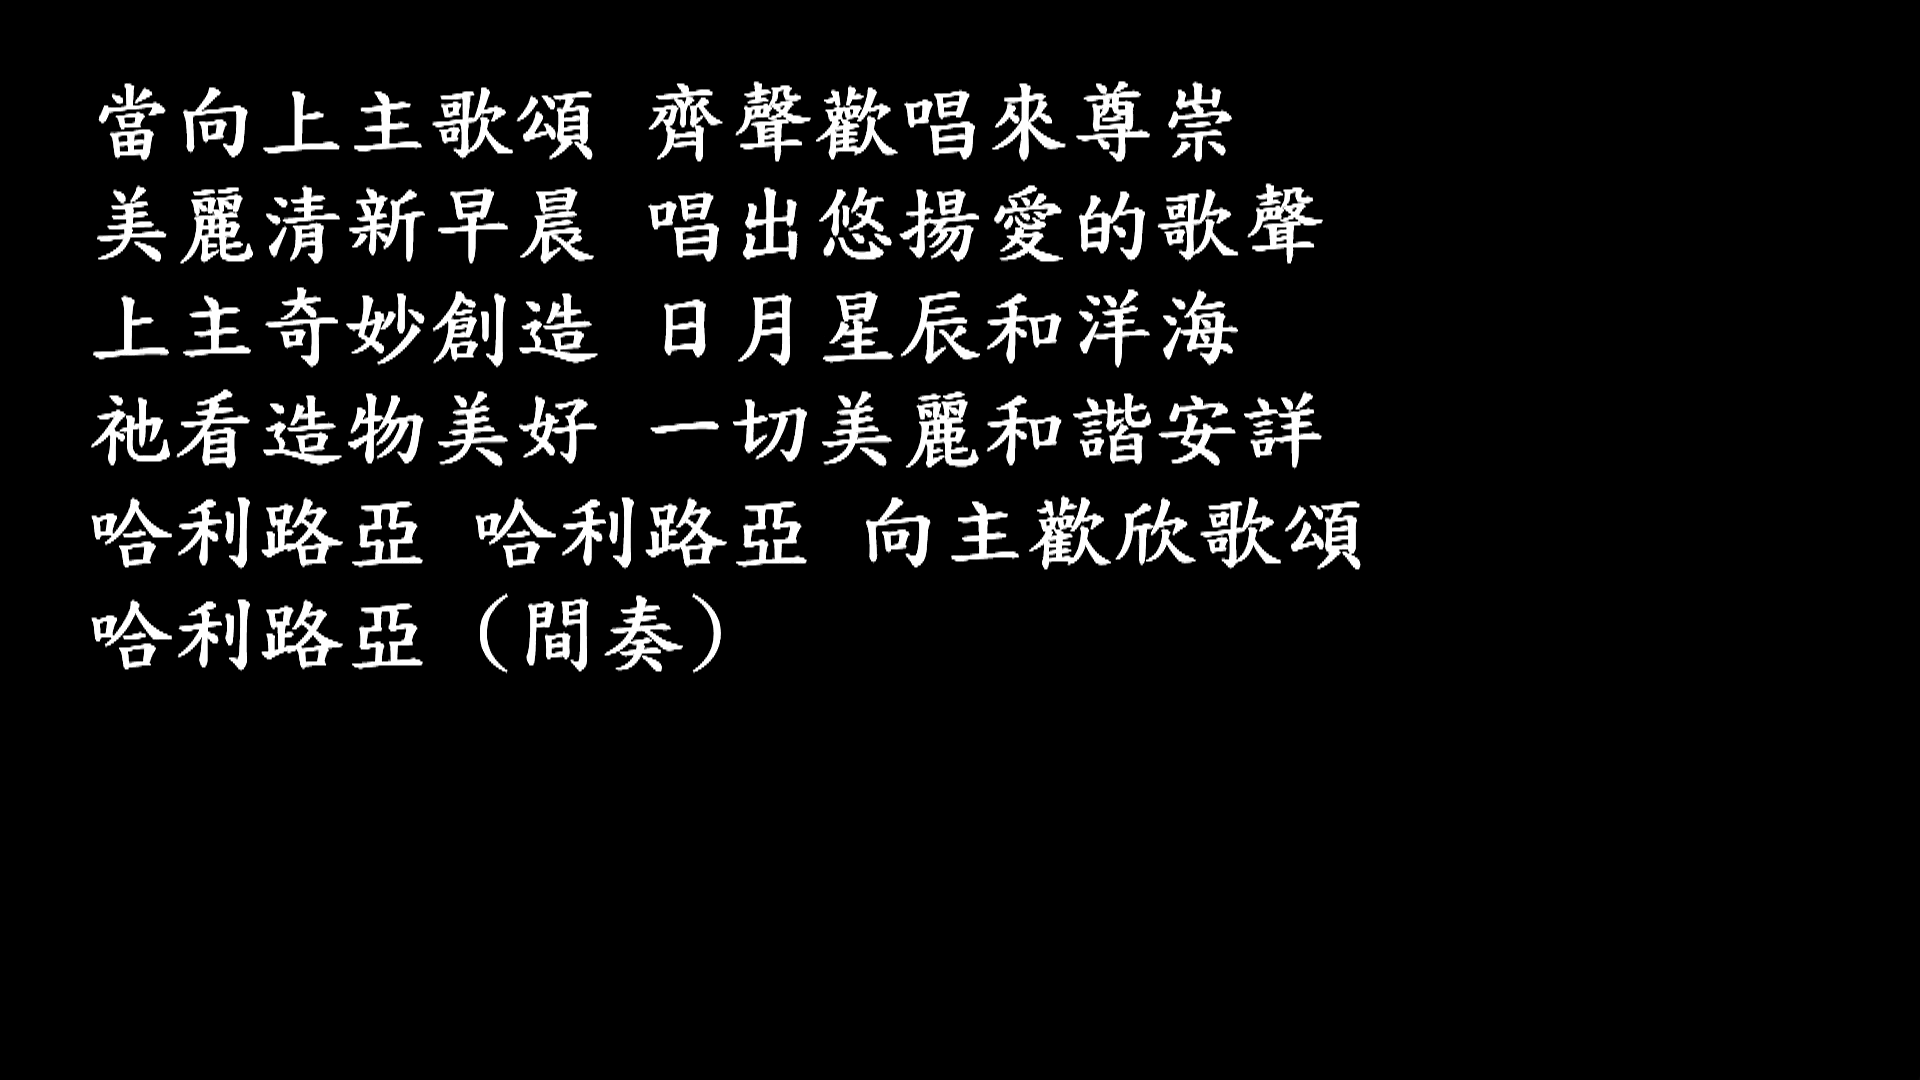 當向上主歌頌 齊聲歡唱來尊崇
美麗清新早晨 唱出悠揚愛的歌聲
上主奇妙創造 日月星辰和洋海
祂看造物美好 一切美麗和諧安詳
哈利路亞 哈利路亞 向主歡欣歌頌
哈利路亞（間奏）